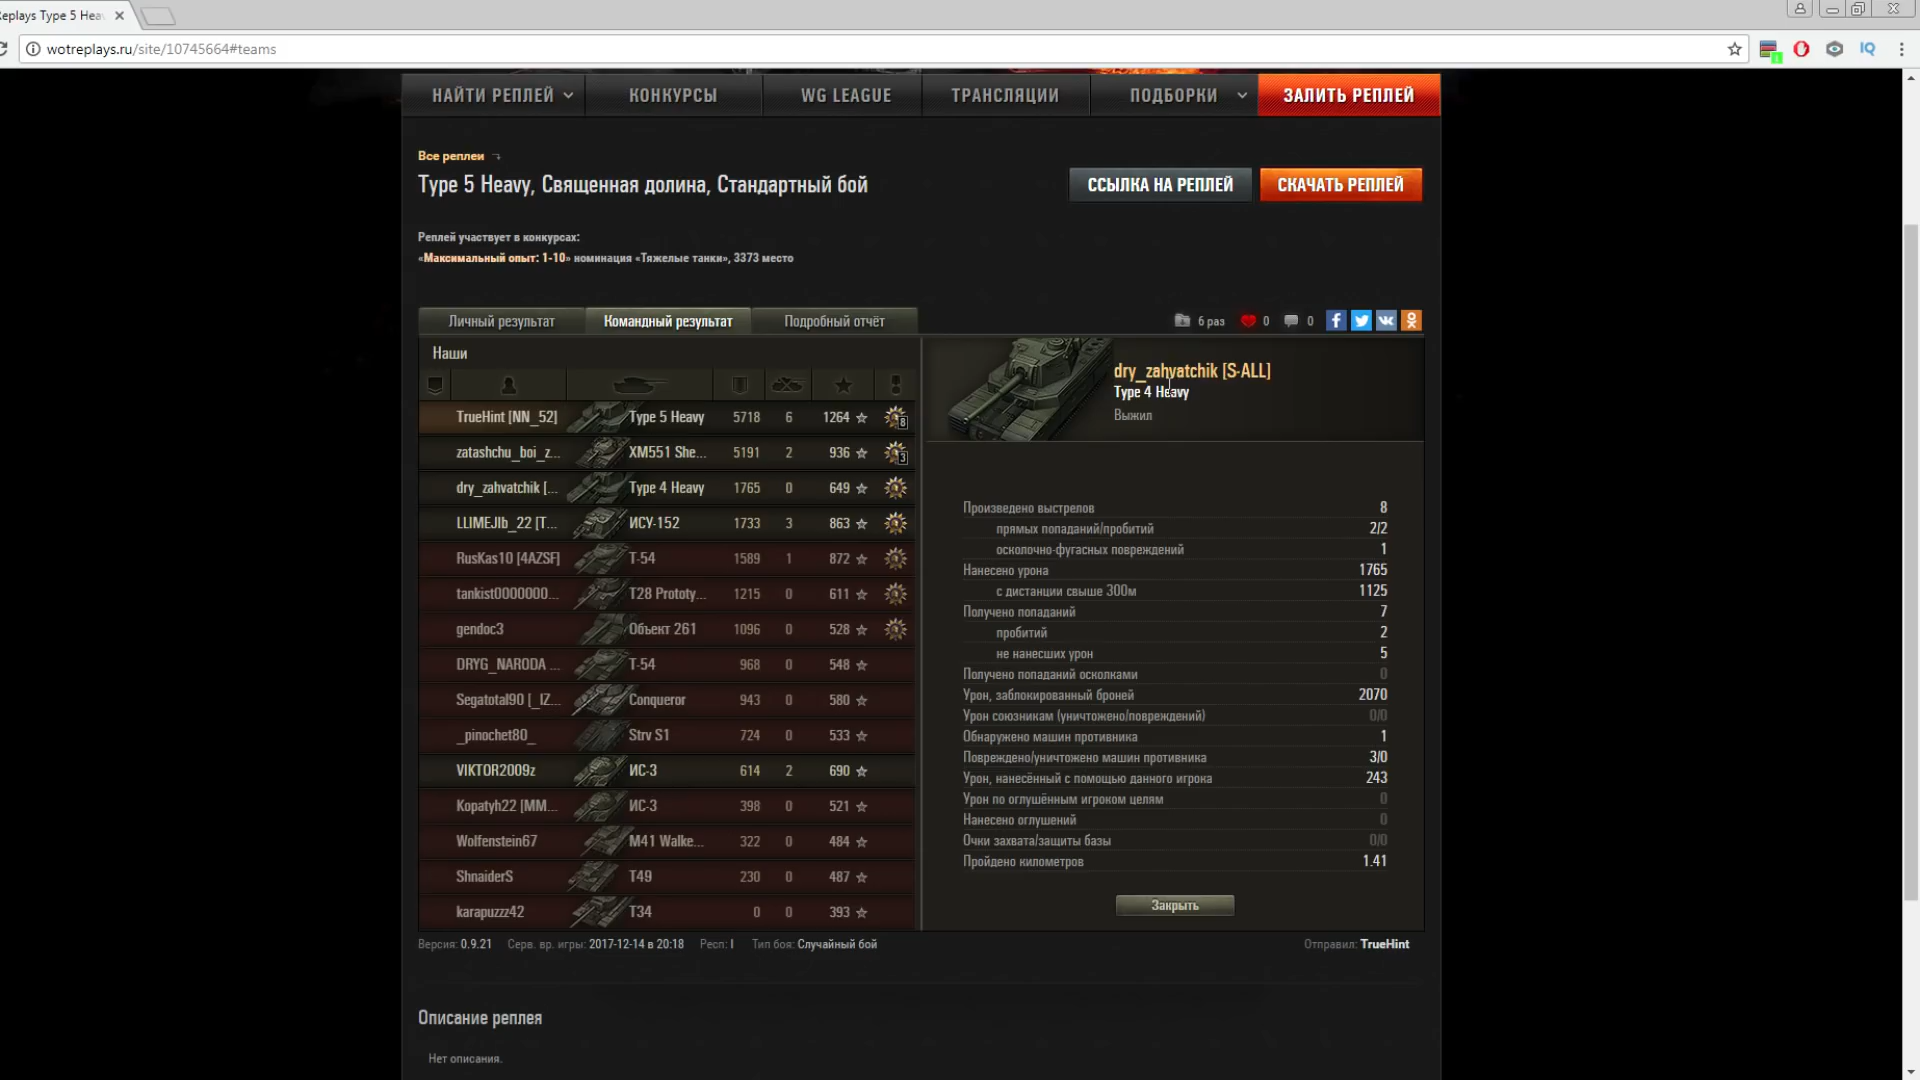 Replays Type 5 Hea
wotreplays.ru/site/10745664#teams
IQ
НАЙТИ РЕПЛЕЙ
КОНКУРСЫ
WG LEAGUE
ТРАНСЛЯЦИИ
ПОДБОРКИ
ЗАЛИТЬ РЕПЛЕЙ
Все реплеи
Type 5 Heavy, Священная долина, Стандартный бой
ССЫЛКА НА РЕПЛЕЙ
СКАЧАТЬ РЕПЛЕЙ
Реплей участвует в конкурсах:
«Максимальный опыт: 1-10» номинация «Тяжелые танки», 3373 место
Личный результат
Командный результат
Подробный отчёт
6 раз
0
0
Наши
TrueHint [NN_52] Type 5 Heavy 5718 6 1264 8
zatashchu_boi_z... XM551 She... 5191 2 936 3
dry_zahvatchik [... Type 4 Heavy 1765 0 649
LLIMEJIb_22 [T... ИСУ-152 1733 3 863
RusKas10 [4AZSF] T-54 1589 1 872
tankist0000000... T28 Prototy... 1215 0 611
gendoc3 Объект 261 1096 0 528
DRYG_NARODA ... T-54 968 0 548
Segatotal90 [_IZ... Conqueror 943 0 580
_pinochet80_ Strv S1 724 0 533
VIKTOR2009z ИС-3 614 2 690
Kopatyh22 [MM... ИС-3 398 0 521
Wolfenstein67 M41 Walke... 322 0 484
ShnaiderS T49 230 0 487
karapuzzz42 T34 0 0 393
dry_zahvatchik [S-ALL]
Type 4 Heavy
Выжил
Произведено выстрелов 8
прямых попаданий/пробитий 2/2
осколочно-фугасных повреждений 1
Нанесено урона 1765
с дистанции свыше 300м 1125
Получено попаданий 7
пробитий 2
не нанесших урон 5
Получено попаданий осколками 0
Урон, заблокированный броней 2070
Урон союзникам (уничтожено/повреждений) 0/0
Обнаружено машин противника 1
Повреждено/уничтожено машин противника 3/0
Урон, нанесённый с помощью данного игрока 243
Урон по оглушённым игроком целям 0
Нанесено оглушений 0
Очки захвата/защиты базы 0/0
Пройдено километров 1.41
Закрыть
Версия: 0.9.21 Серв. вр. игры: 2017-12-14 в 20:18 Респ: I Тип боя: Случайный бой
Отправил: TrueHint
Описание реплея
Нет описания.